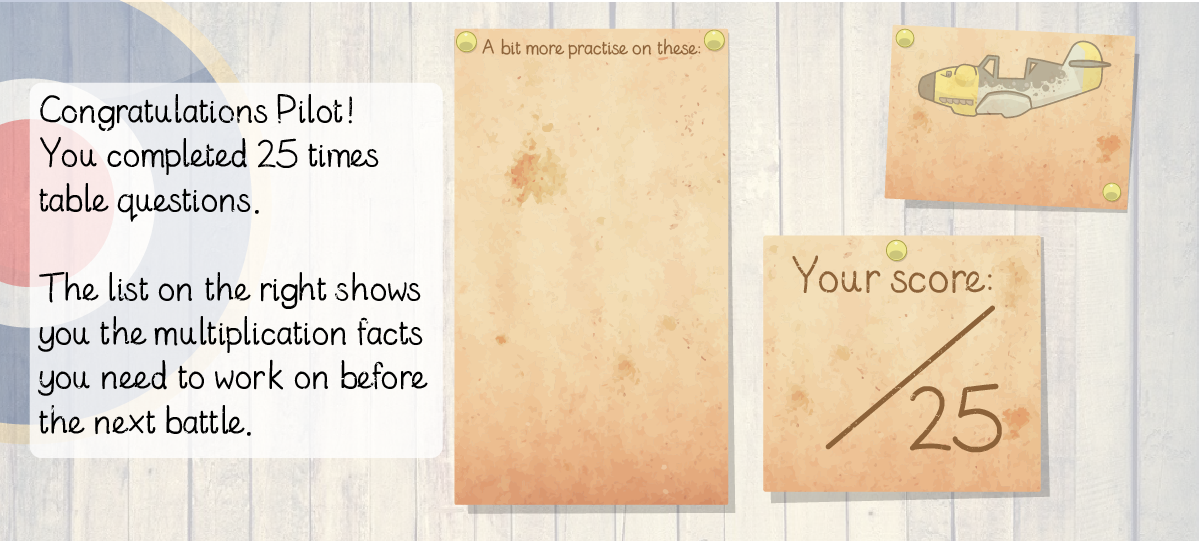 Congratulations Pilot!
You completed 25 times
table questions.
The list on the right shows
you the multiplication facts
you need to work on before
the next battle.
A bit more practise on these:
Your score:
/25